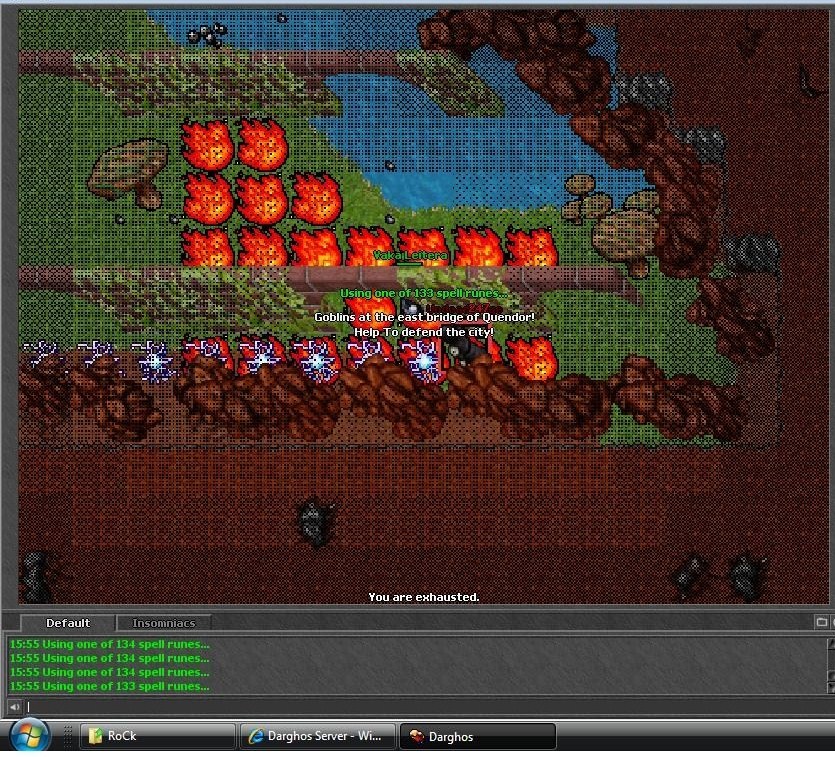 Yaka Leitera
Using one of 133 spell runes...
Goblins at the east bridge of Quendor!
Help To defend the city!
You are exhausted.
Default
Insomniacs
15:55 Using one of 134 spell runes...
15:55 Using one of 134 spell runes...
15:55 Using one of 134 spell runes...
15:55 Using one of 133 spell runes...
RoCk
Darghos Server - Wi...
Darghos